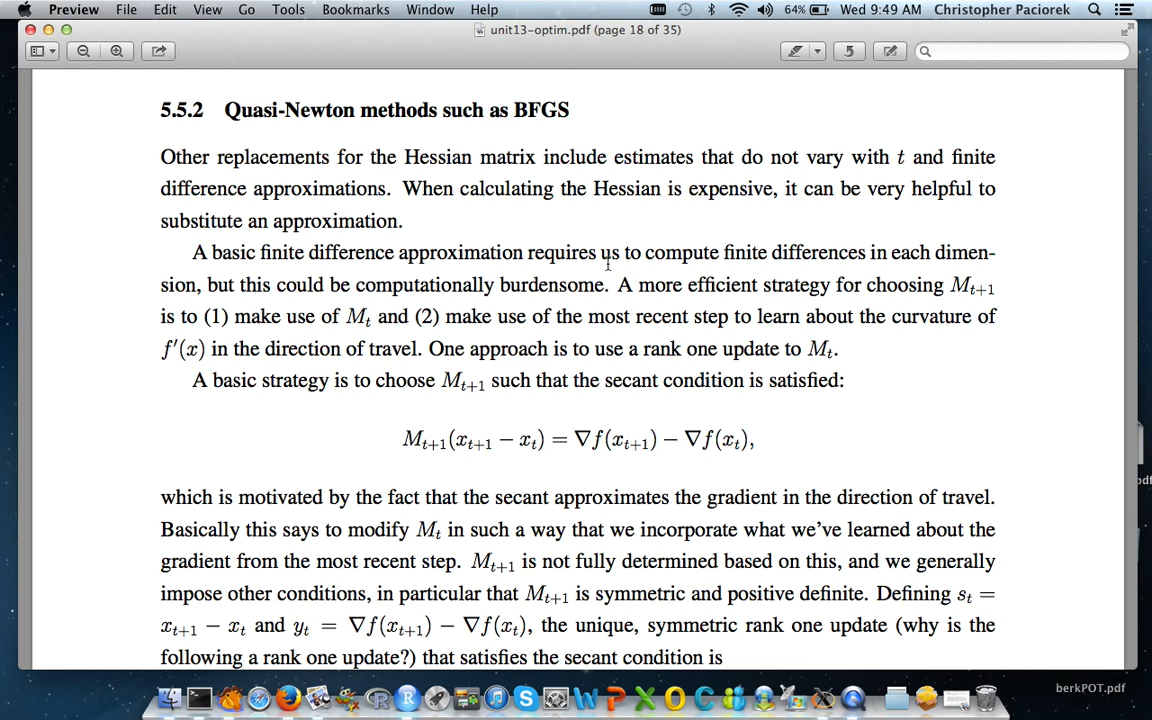 Preview File Edit View Go Tools Bookmarks Window Help 64% Wed 9:49 AM Christopher Paciorek
unit13-optim.pdf (page 18 of 35)
5.5.2 Quasi-Newton methods such as BFGS
Other replacements for the Hessian matrix include estimates that do not vary with t and finite
difference approximations. When calculating the Hessian is expensive, it can be very helpful to
substitute an approximation.
A basic finite difference approximation requires us to compute finite differences in each dimen-
sion, but this could be computationally burdensome. A more efficient strategy for choosing M_{t+1}
is to (1) make use of M_t and (2) make use of the most recent step to learn about the curvature of
f′(x) in the direction of travel. One approach is to use a rank one update to M_t.
A basic strategy is to choose M_{t+1} such that the secant condition is satisfied:
M_{t+1}(x_{t+1} − x_t) = ∇f(x_{t+1}) − ∇f(x_t),
which is motivated by the fact that the secant approximates the gradient in the direction of travel.
Basically this says to modify M_t in such a way that we incorporate what we've learned about the
gradient from the most recent step. M_{t+1} is not fully determined based on this, and we generally
impose other conditions, in particular that M_{t+1} is symmetric and positive definite. Defining s_t =
x_{t+1} − x_t and y_t = ∇f(x_{t+1}) − ∇f(x_t), the unique, symmetric rank one update (why is the
following a rank one update?) that satisfies the secant condition is
berkPOT.pdf